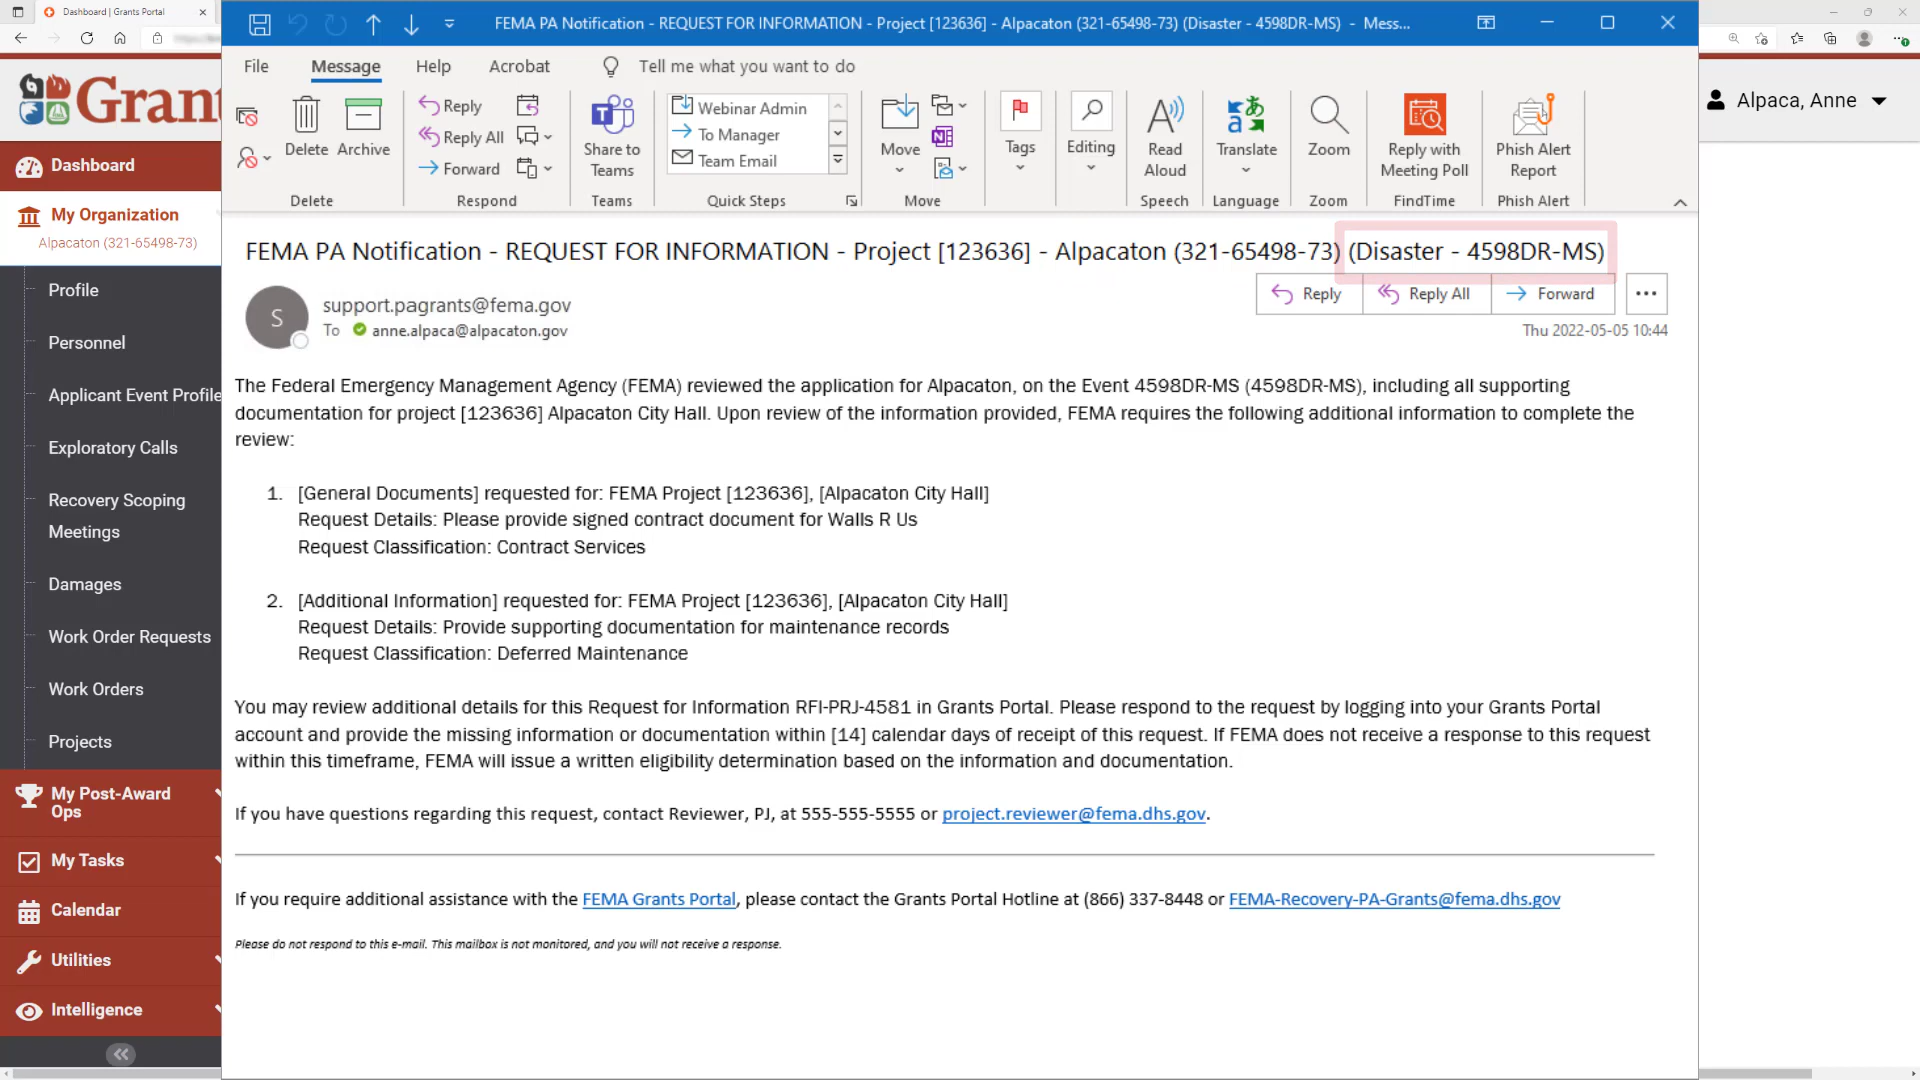 Dashboard | Grants Portal
FEMA PA Notification - REQUEST FOR INFORMATION - Project [123636] - Alpacaton (321-65498-73) (Disaster - 4598DR-MS) - Mess...
File Message Help Acrobat Tell me what you want to do
Delete
Archive
Delete
Reply
Reply All
Forward
Respond
Share to
Teams
Teams
Webinar Admin
To Manager
Team Email
Quick Steps
Move
Move
Tags
Editing
Read
Aloud
Speech
Translate
Language
Zoom
Zoom
Reply with
Meeting Poll
FindTime
Phish Alert
Report
Phish Alert
Grant
Alpaca, Anne
Dashboard
My Organization
Alpacaton (321-65498-73)
Profile
Personnel
Applicant Event Profile
Exploratory Calls
Recovery Scoping
Meetings
Damages
Work Order Requests
Work Orders
Projects
My Post-Award
Ops
My Tasks
Calendar
Utilities
Intelligence
FEMA PA Notification - REQUEST FOR INFORMATION - Project [123636] - Alpacaton (321-65498-73) (Disaster - 4598DR-MS)
S
support.pagrants@fema.gov
To anne.alpaca@alpacaton.gov
Reply Reply All Forward
Thu 2022-05-05 10:44
The Federal Emergency Management Agency (FEMA) reviewed the application for Alpacaton, on the Event 4598DR-MS (4598DR-MS), including all supporting
documentation for project [123636] Alpacaton City Hall. Upon review of the information provided, FEMA requires the following additional information to complete the
review:
1. [General Documents] requested for: FEMA Project [123636], [Alpacaton City Hall]
Request Details: Please provide signed contract document for Walls R Us
Request Classification: Contract Services
2. [Additional Information] requested for: FEMA Project [123636], [Alpacaton City Hall]
Request Details: Provide supporting documentation for maintenance records
Request Classification: Deferred Maintenance
You may review additional details for this Request for Information RFI-PRJ-4581 in Grants Portal. Please respond to the request by logging into your Grants Portal
account and provide the missing information or documentation within [14] calendar days of receipt of this request. If FEMA does not receive a response to this request
within this timeframe, FEMA will issue a written eligibility determination based on the information and documentation.
If you have questions regarding this request, contact Reviewer, PJ, at 555-555-5555 or project.reviewer@fema.dhs.gov.
If you require additional assistance with the FEMA Grants Portal, please contact the Grants Portal Hotline at (866) 337-8448 or FEMA-Recovery-PA-Grants@fema.dhs.gov
Please do not respond to this e-mail. This mailbox is not monitored, and you will not receive a response.